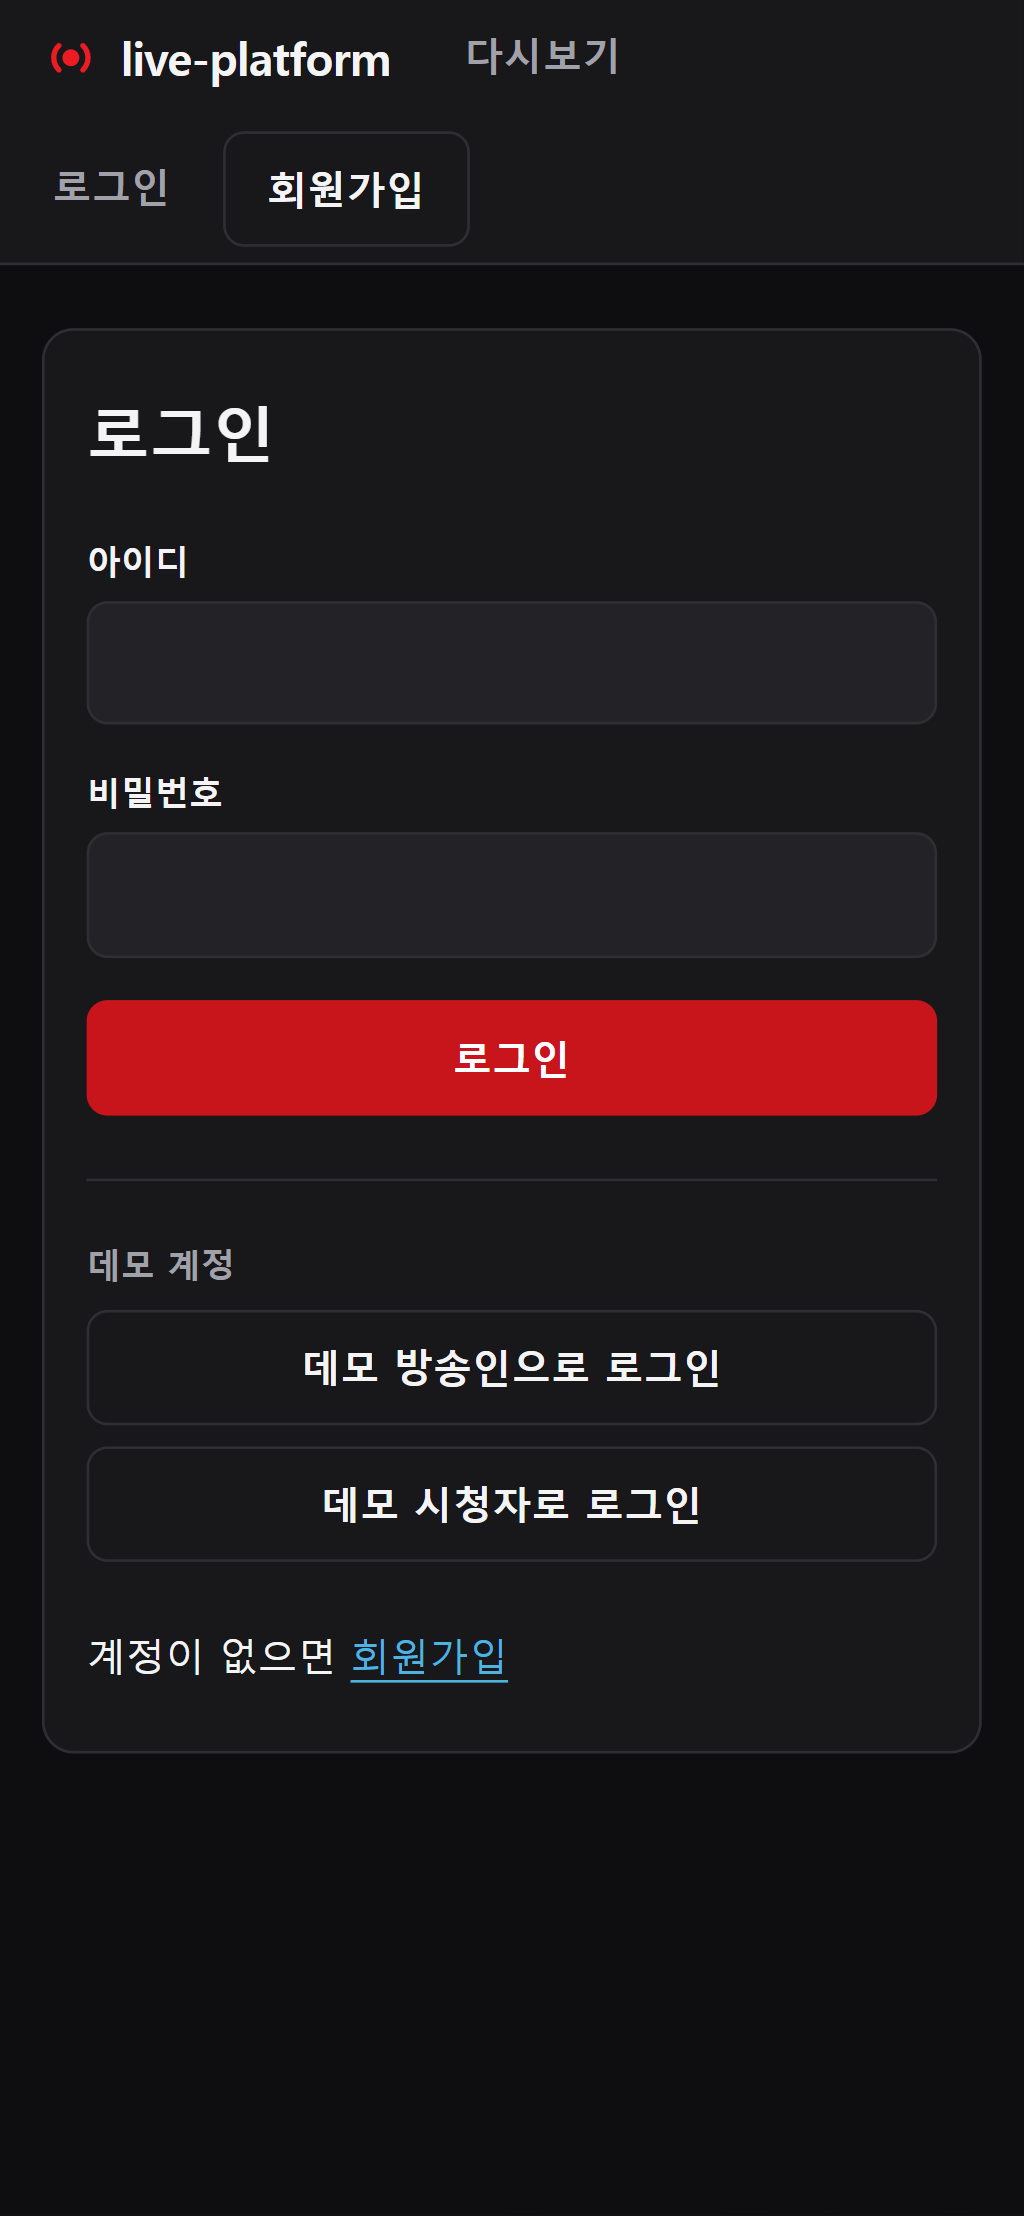 live-platform 다시보기
로그인 회원가입
로그인
아이디
비밀번호
로그인
데모 계정
데모 방송인으로 로그인
데모 시청자로 로그인
계정이 없으면 회원가입